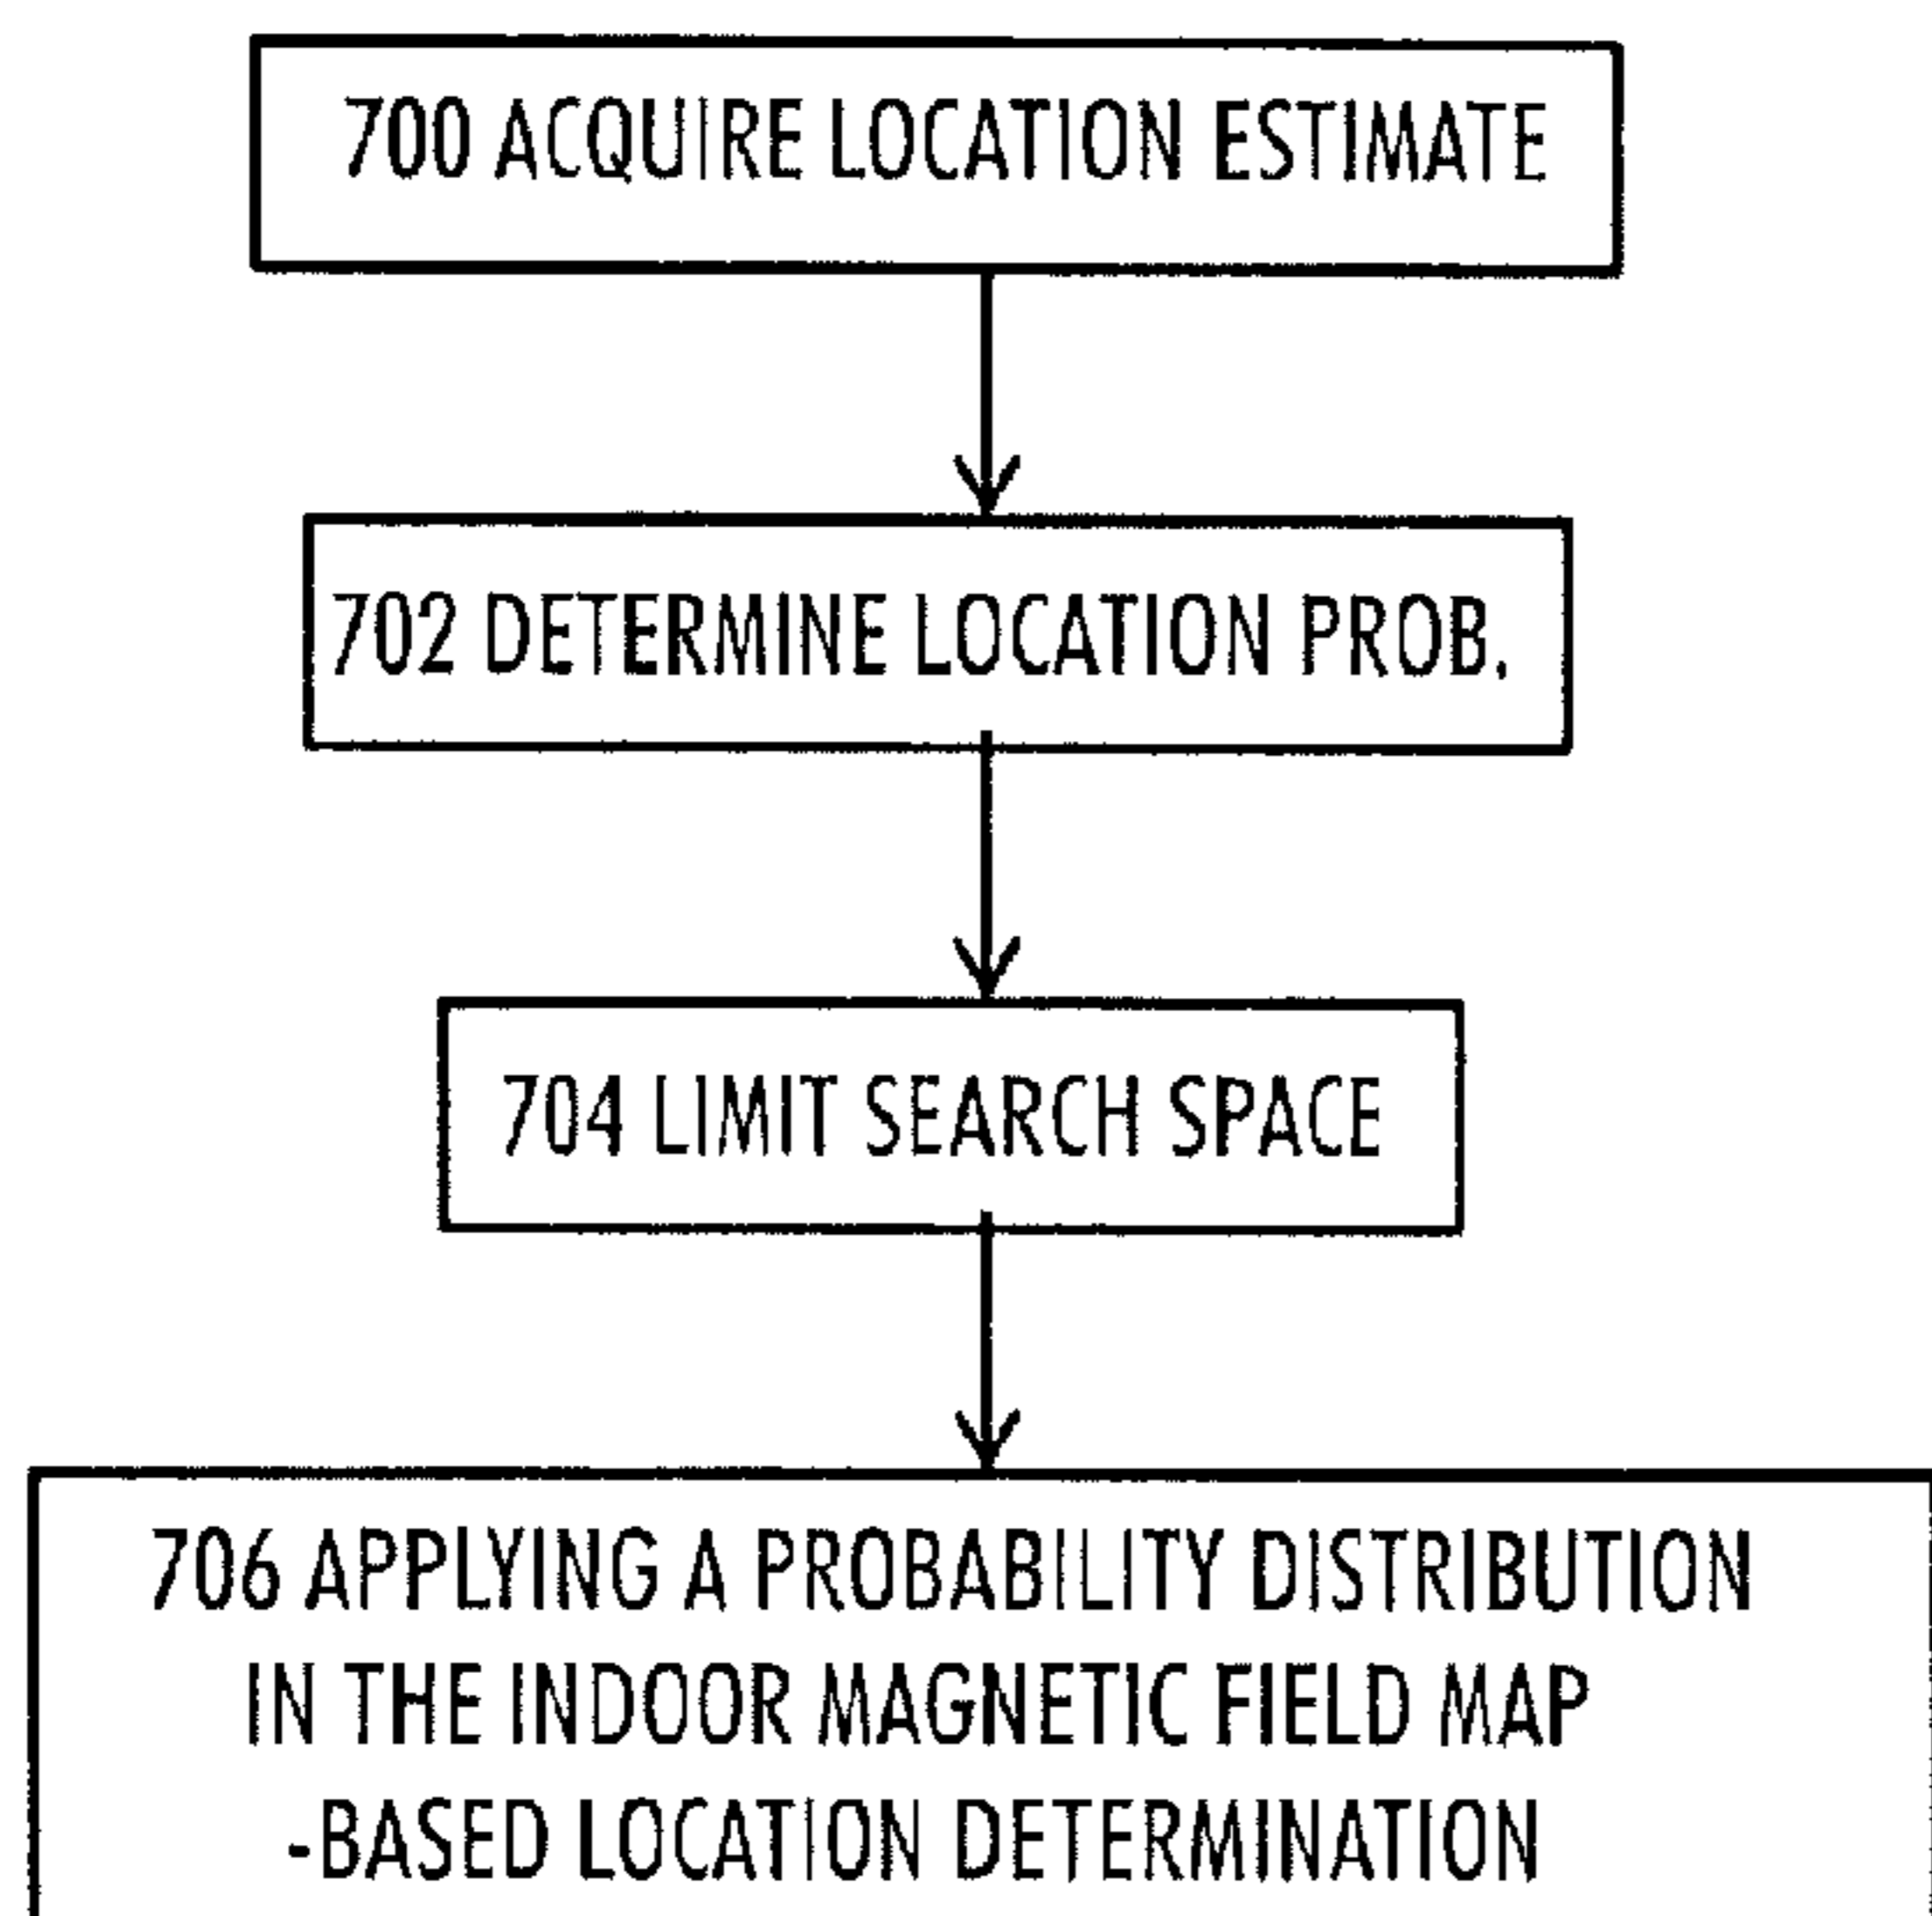 700 ACQUIRE LOCATION ESTIMATE
702 DETERMINE LOCATION PROB.
704 LIMIT SEARCH SPACE
706 APPLYING A PROBABILITY DISTRIBUTION
IN THE INDOOR MAGNETIC FIELD MAP
-BASED LOCATION DETERMINATION